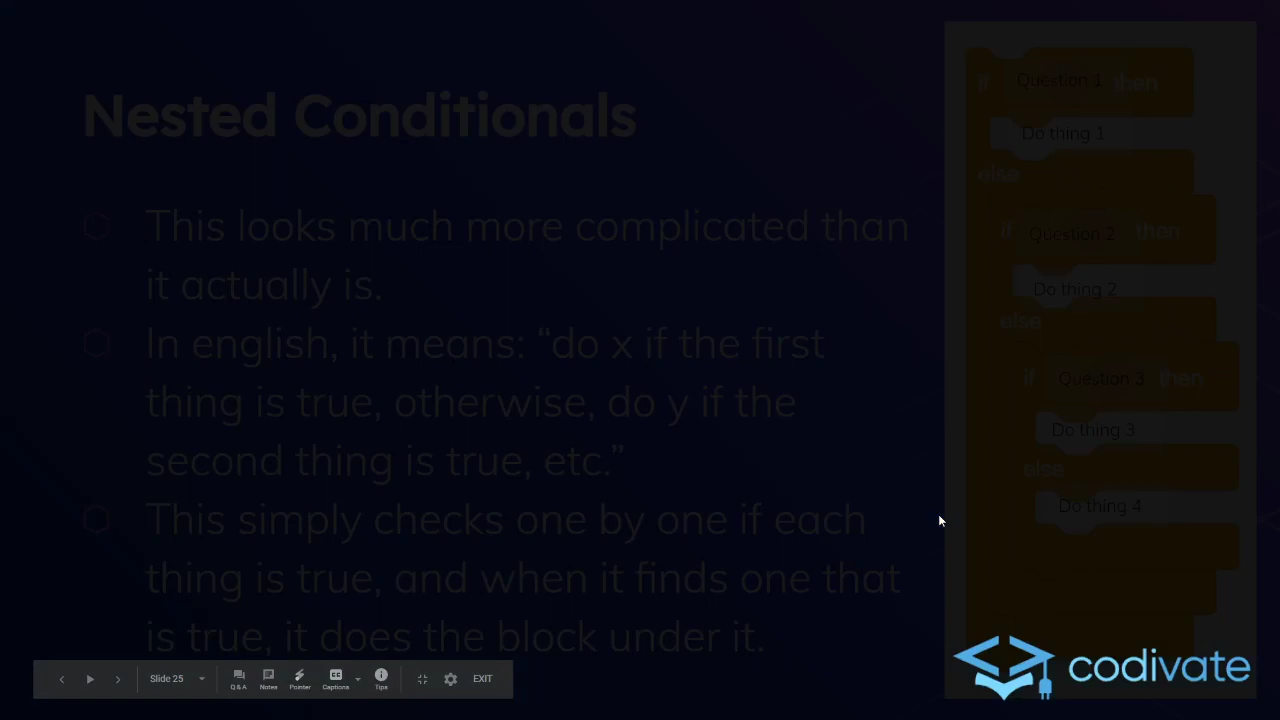 Nested Conditionals
This looks much more complicated than
it actually is.
In english, it means: “do x if the first
thing is true, otherwise, do y if the
second thing is true, etc.”
This simply checks one by one if each
thing is true, and when it finds one that
is true, it does the block under it.
if Question 1 then
Do thing 1
else
if Question 2 then
Do thing 2
else
if Question 3 then
Do thing 3
else
Do thing 4
codivate
Slide 25
Q&A
Notes
Pointer
Captions
Tips
EXIT